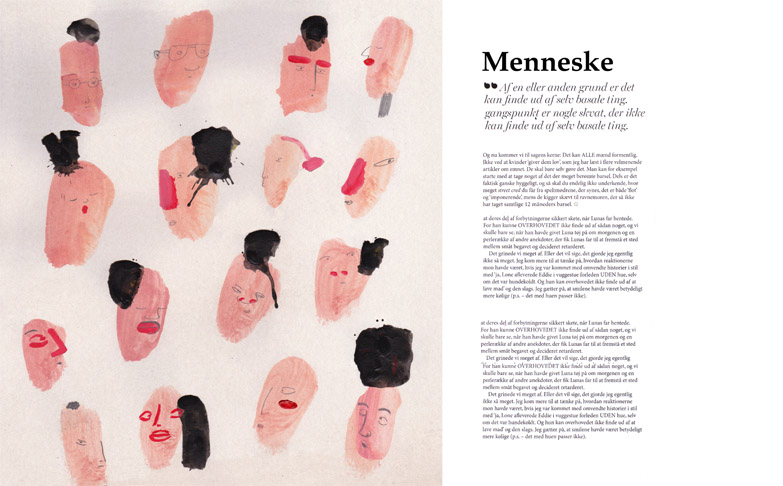 Menneske
❝ Af en eller anden grund er det
kan finde ud af selv basale ting.
gangspunkt er nogle skvat, der ikke
kan finde ud af selv basale ting.
Og nu kommer vi til sagens kerne: Det kan ALLE mænd formentlig.
Ikke ved at kvinder 'giver dem lov', som jeg har læst i flere velmenende
artikler om emnet. De skal bare selv gøre det. Man kan for eksempel
starte med at tage noget af det der meget berømte barsel. Dels er det
faktisk ganske hyggeligt, og så skal du endelig ikke underkende, hvor
meget street cred du får fra spiltmødrene, der synes, det er både 'flot'
og 'imponerende', mens de kigger skævt til ravnemoren, der så ikke
har taget samtlige 12 måneders barsel. ☆
at deres dej af forbytningerne sikkert skete, når Lunas far hentede.
For han kunne OVERHOVEDET ikke finde ud af sådan noget, og vi
skulle bare se, når han havde givet Luna tøj på om morgenen og en
perlerække af andre anekdoter, der fik Lunas far til at fremstå et sted
mellem småt begavet og decideret retarderet.
Det grinede vi meget af. Eller det vil sige, det gjorde jeg egentlig
ikke så meget. Jeg kom mere til at tænke på, hvordan reaktionerne
mon havde været, hvis jeg var kommet med omvendte historier i stil
med 'ja, Lone afleverede Eddie i vuggestue forleden UDEN hue, selv
om det var hundekoldt. Og hun kan overhovedet ikke finde ud af at
lave mad' og den slags. Jeg gætter på, at smilene havde været betydeligt
mere kølige (p.s. – det med huen passer ikke).
at deres dej af forbytningerne sikkert skete, når Lunas far hentede.
For han kunne OVERHOVEDET ikke finde ud af sådan noget, og vi
skulle bare se, når han havde givet Luna tøj på om morgenen og en
perlerække af andre anekdoter, der fik Lunas far til at fremstå et sted
mellem småt begavet og decideret retarderet.
Det grinede vi meget af. Eller det vil sige, det gjorde jeg egentlig
For han kunne OVERHOVEDET ikke finde ud af sådan noget, og vi
skulle bare se, når han havde givet Luna tøj på om morgenen og en
perlerække af andre anekdoter, der fik Lunas far til at fremstå et sted
mellem småt begavet og decideret retarderet.
Det grinede vi meget af. Eller det vil sige, det gjorde jeg egentlig
ikke så meget. Jeg kom mere til at tænke på, hvordan reaktionerne
mon havde været, hvis jeg var kommet med omvendte historier i stil
med 'ja, Lone afleverede Eddie i vuggestue forleden UDEN hue, selv
om det var hundekoldt. Og hun kan overhovedet ikke finde ud af at
lave mad' og den slags. Jeg gætter på, at smilene havde været betydeligt
mere kølige (p.s. – det med huen passer ikke).